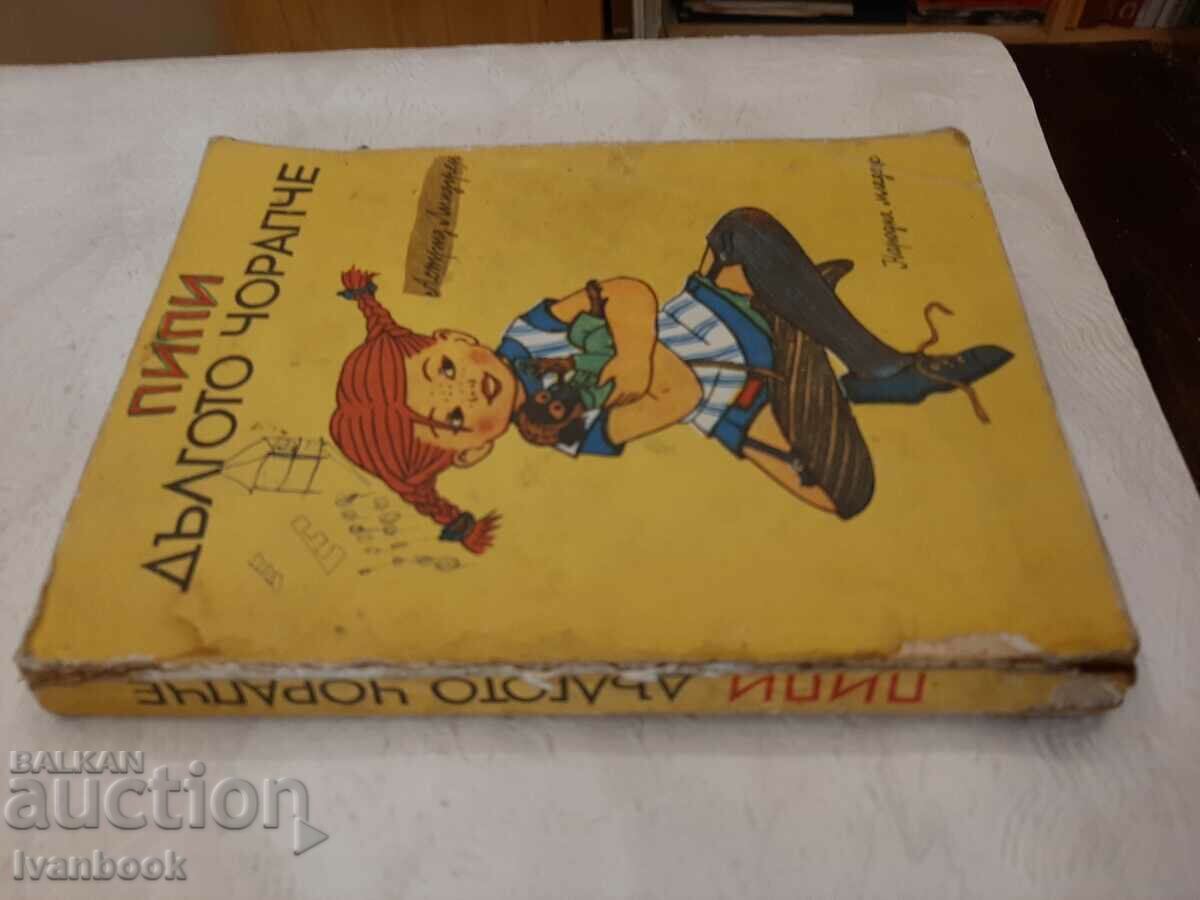 Астрид Линдгрен
ПИПИ
ДЪЛГОТО ЧОРАПЧЕ
Народна младеж
ПИПИ ДЪЛГОТО ЧОРАПЧЕ
BALKAN
auction
Ivanbook